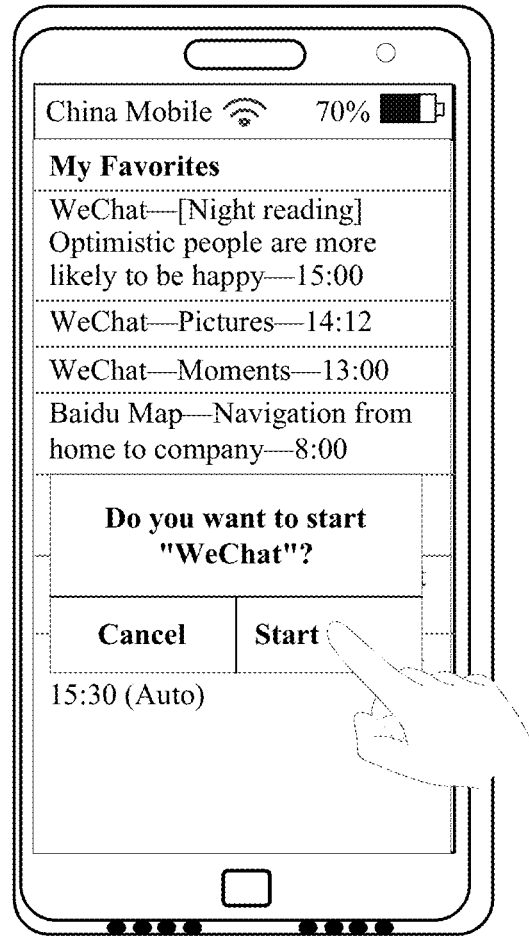 China Mobile 70%
My Favorites
WeChat—[Night reading]
Optimistic people are more
likely to be happy—15:00
WeChat—Pictures—14:12
WeChat—Moments—13:00
Baidu Map—Navigation from
home to company—8:00
Do you want to start
"WeChat"?
Cancel Start
15:30 (Auto)